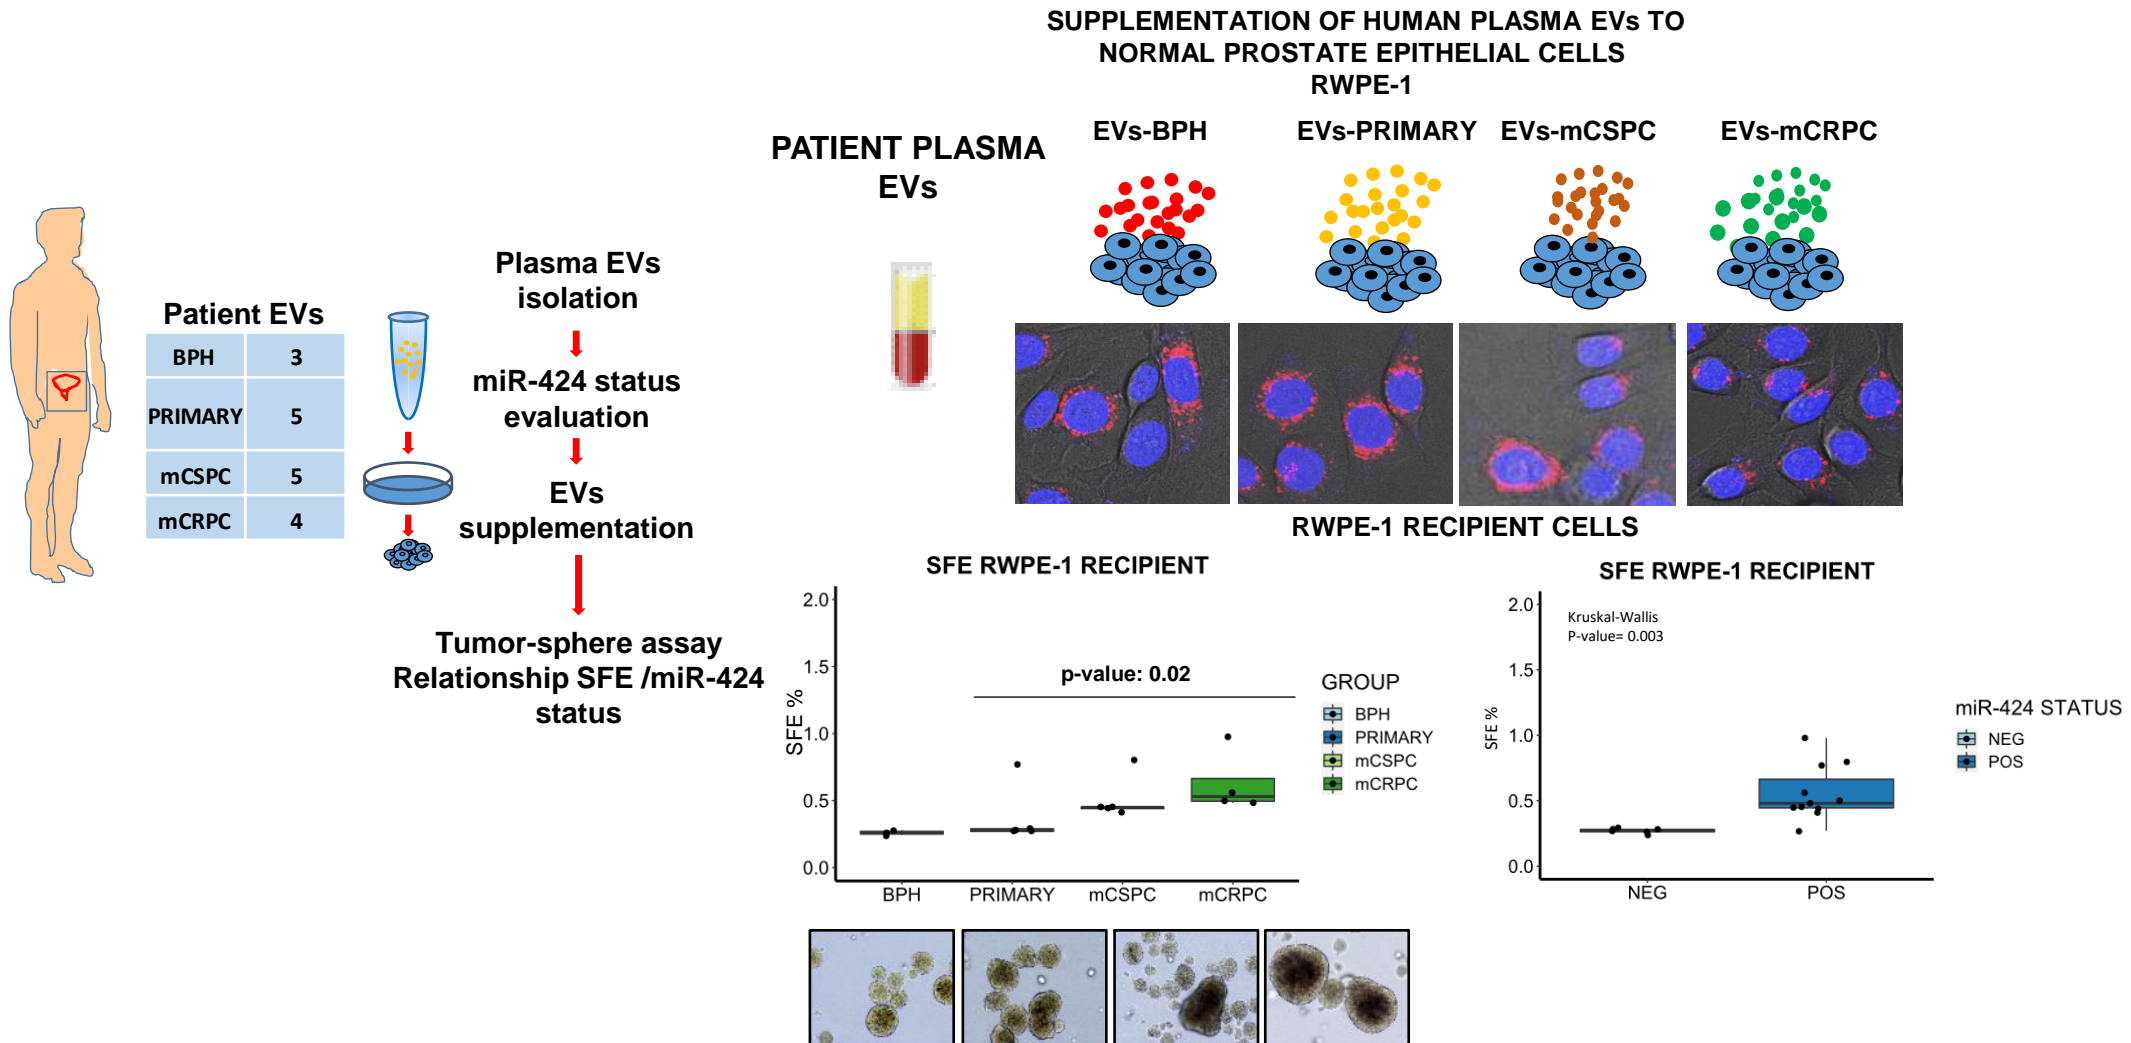 SUPPLEMENTATION OF HUMAN PLASMA EVs TO
NORMAL PROSTATE EPITHELIAL CELLS
RWPE-1
PATIENT PLASMA
EVs
EVs-BPH
EVs-PRIMARY
EVs-mCSPC
EVs-mCRPC
Patient EVs
BPH 3
PRIMARY 5
mCSPC 5
mCRPC 4
Plasma EVs
isolation
miR-424 status
evaluation
EVs
supplementation
Tumor-sphere assay
Relationship SFE /miR-424
status
RWPE-1 RECIPIENT CELLS
SFE RWPE-1 RECIPIENT
SFE %
2.0
1.5
1.0
0.5
0.0
p-value: 0.02
BPH
PRIMARY
mCSPC
mCRPC
GROUP
BPH
PRIMARY
mCSPC
mCRPC
SFE RWPE-1 RECIPIENT
SFE %
2.0
1.5
1.0
0.5
0.0
Kruskal-Wallis
P-value= 0.003
NEG
POS
miR-424 STATUS
NEG
POS